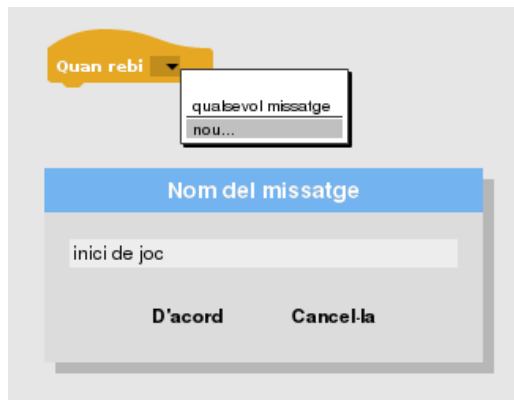 Quan rebi
qualsevol missatge
nou...
Nom del missatge
inici de joc
D'acord Cancel·la